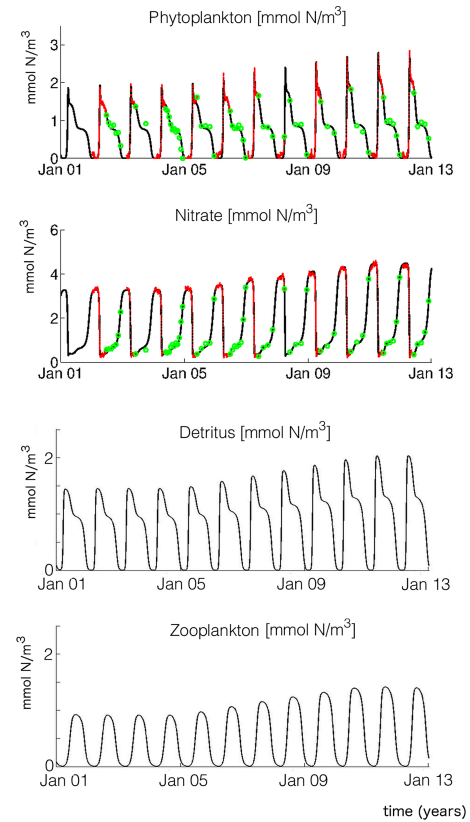 Phytoplankton [mmol N/m³]
mmol N/m³
3
2
1
0
Jan 01 Jan 05 Jan 09 Jan 13
Nitrate [mmol N/m³]
mmol N/m³
6
4
2
0
Jan 01 Jan 05 Jan 09 Jan 13
Detritus [mmol N/m³]
mmol N/m³
2
0
Jan 01 Jan 05 Jan 09 Jan 13
Zooplankton [mmol N/m³]
mmol N/m³
2
0
Jan 01 Jan 05 Jan 09 Jan 13
time (years)